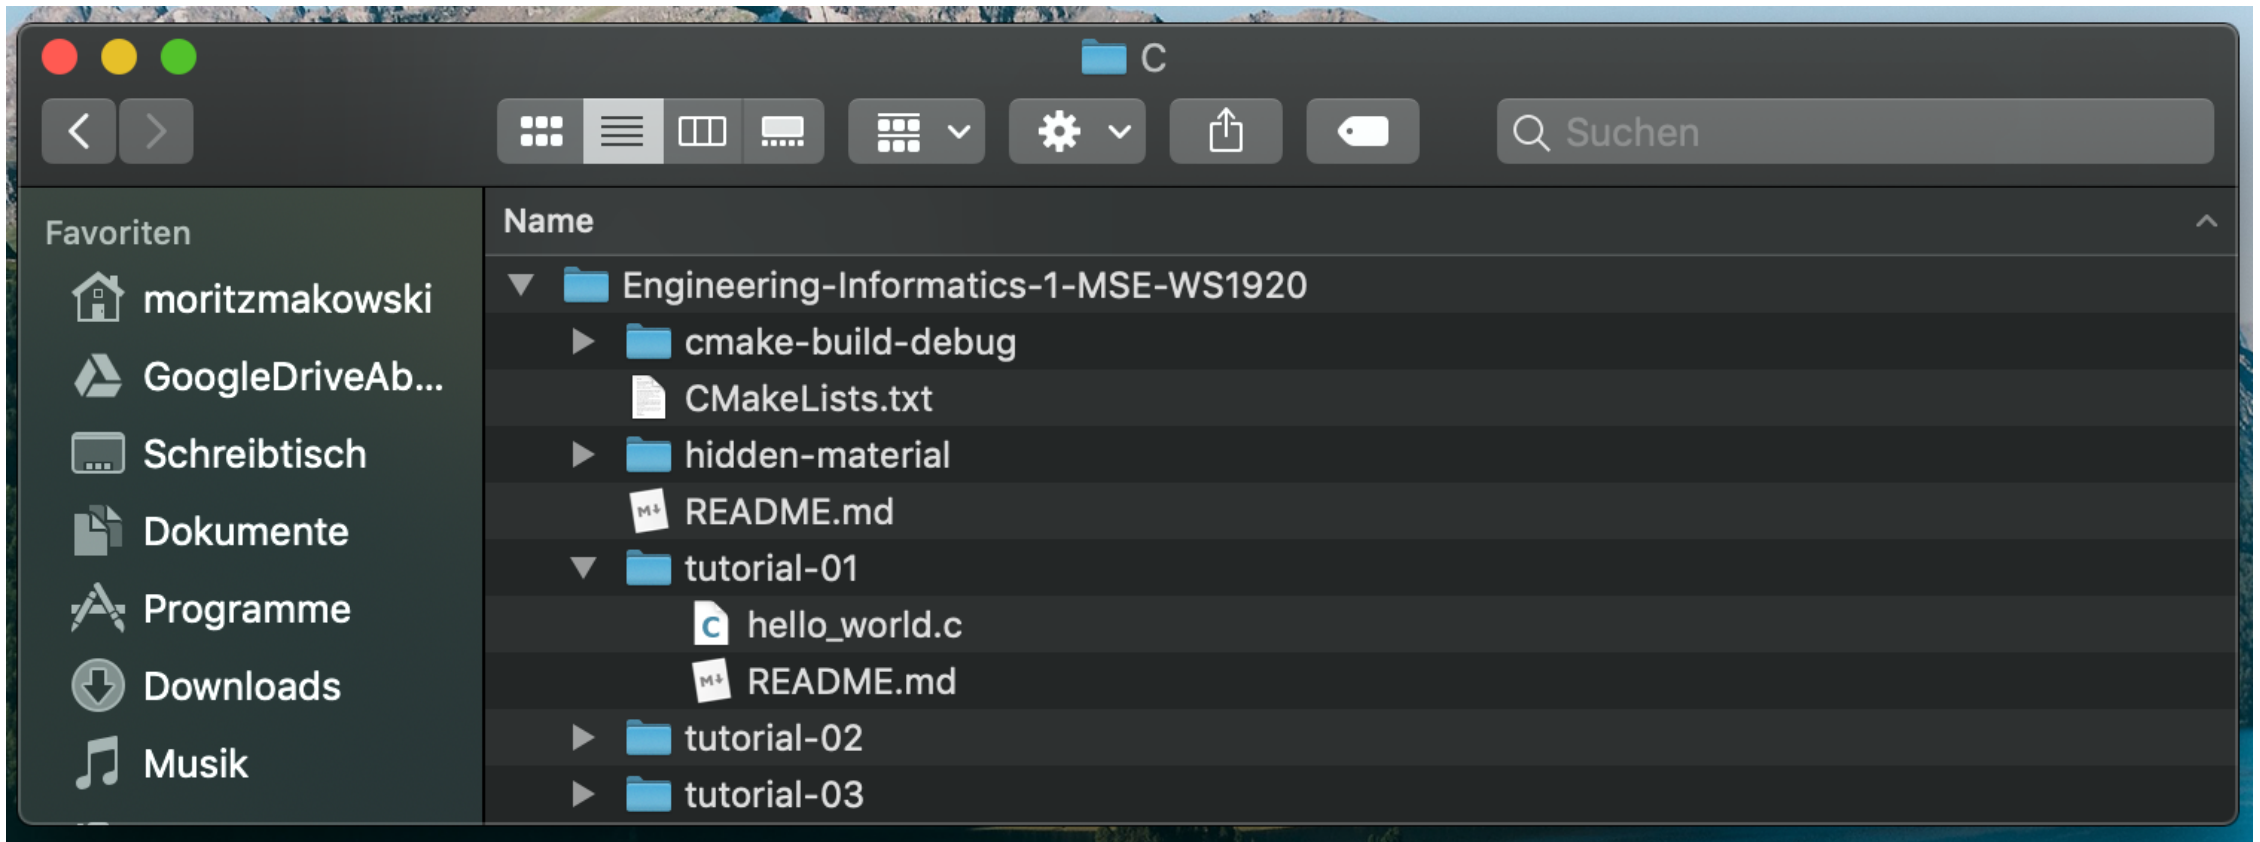 C
Suchen
Favoriten
moritzmakowski
GoogleDriveAb...
Schreibtisch
Dokumente
Programme
Downloads
Musik
Name
Engineering-Informatics-1-MSE-WS1920
cmake-build-debug
CMakeLists.txt
hidden-material
README.md
tutorial-01
hello_world.c
README.md
tutorial-02
tutorial-03